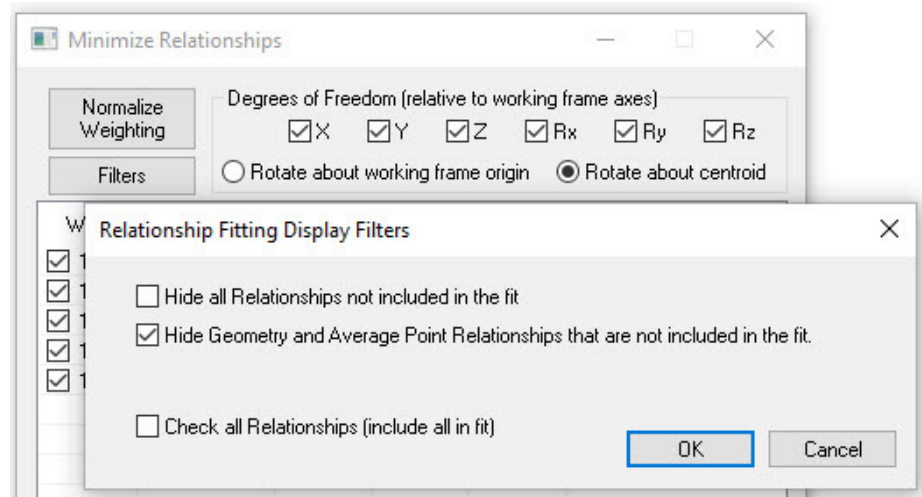 Minimize Relationships
Normalize
Weighting
Degrees of Freedom (relative to working frame axes)
X Y Z Rx Ry Rz
Filters
Rotate about working frame origin Rotate about centroid
Relationship Fitting Display Filters
Hide all Relationships not included in the fit
Hide Geometry and Average Point Relationships that are not included in the fit.
Check all Relationships (include all in fit)
OK Cancel